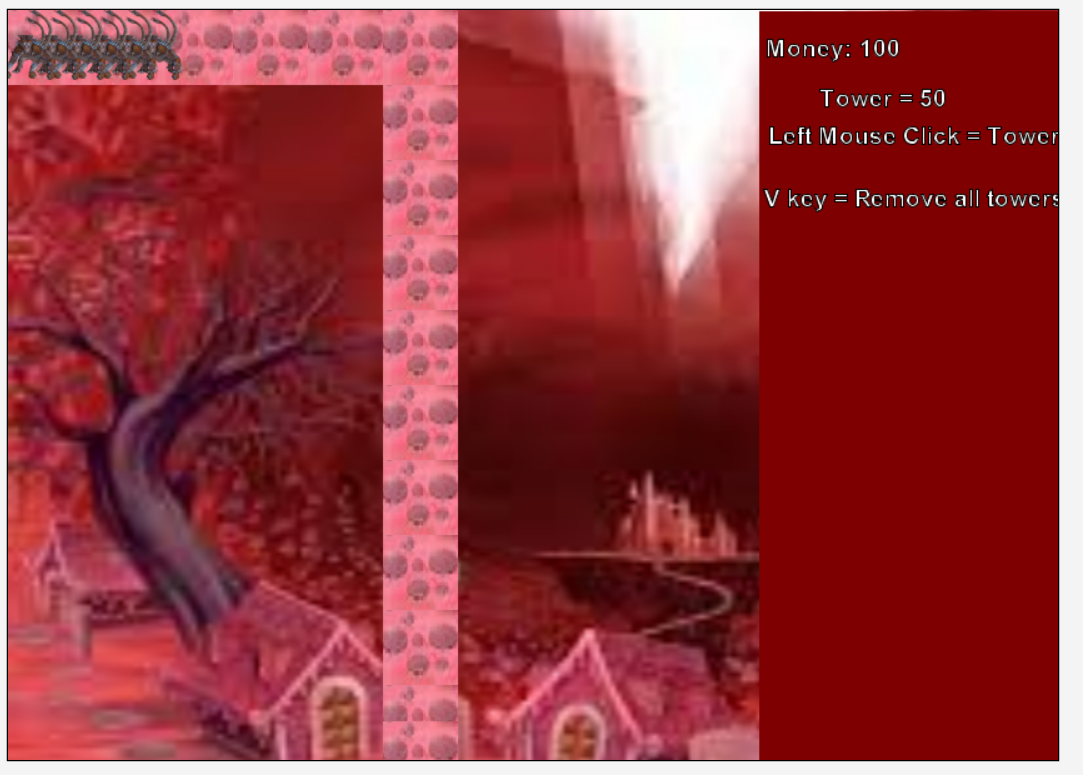 Money: 100
Tower = 50
Left Mouse Click = Tower
V key = Remove all towers